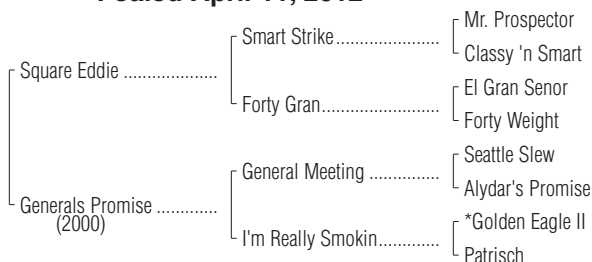 Foaled April 11, 2012
Mr. Prospector
Smart Strike.......................
Classy 'n Smart
Square Eddie ...................
El Gran Senor
Forty Gran..........................
Forty Weight
Seattle Slew
General Meeting ...............
Alydar's Promise
Generals Promise .............
(2000)
*Golden Eagle II
I'm Really Smokin.............
Patrisch